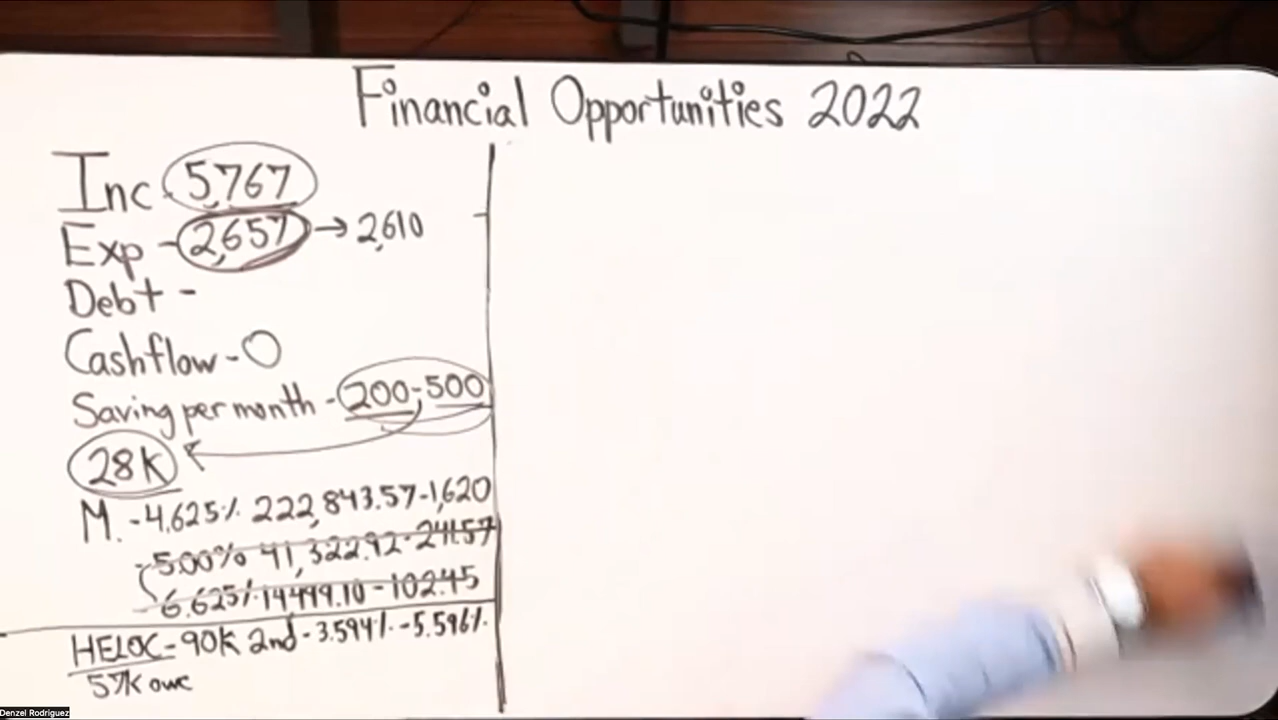 Financial Opportunities 2022
Inc - 5,767
Exp - 2,657 → 2,610
Debt -
Cashflow - 0
Saving per month - 200-500
28K
M. - 4.625% 222,843.57 - 1,620
5.00% 41,322.92 - 241.57
6.625% 14499.10 - 102.45
HELOC - 90K 2nd - 3.594% - 5.596%
57K owe
Denzel Rodriguez